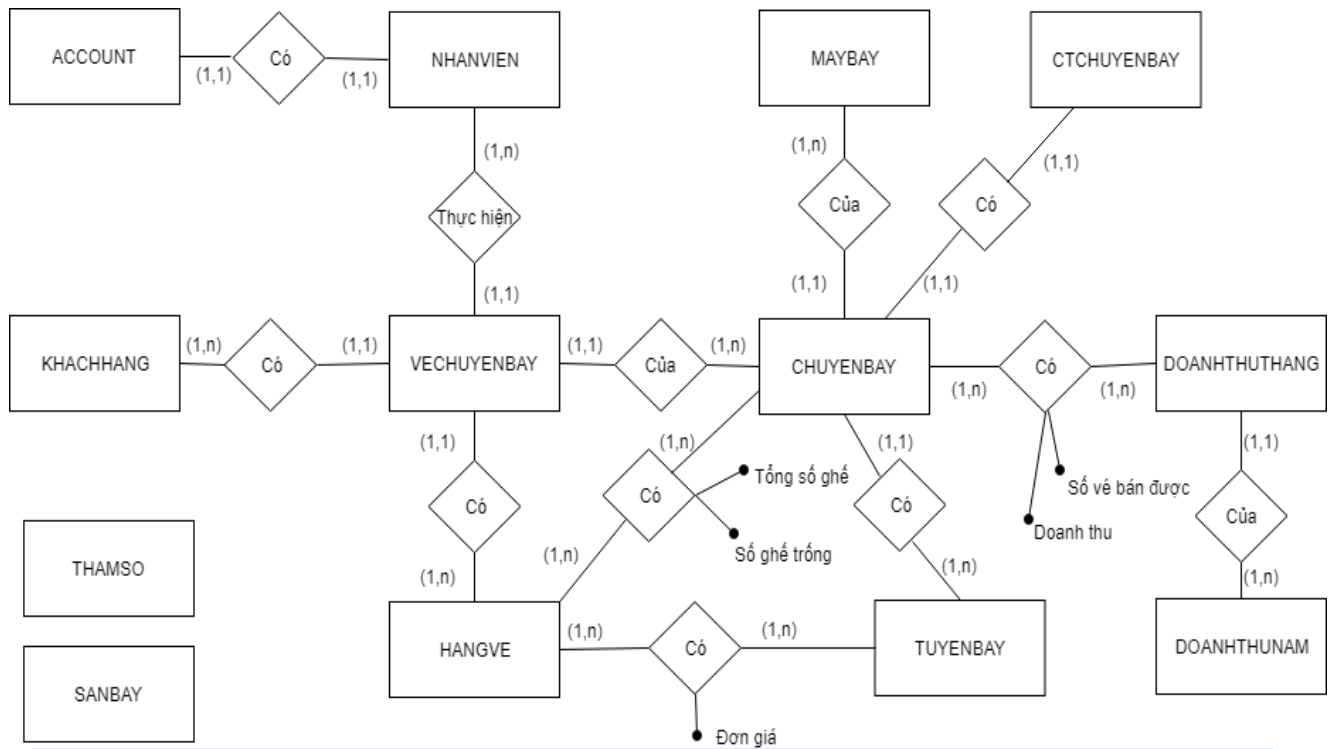 ACCOUNT
Có
NHANVIEN
MAYBAY
CTCHUYENBAY
(1,1)
(1,1)
(1,n)
(1,n)
(1,1)
Thực hiện
Của
Có
(1,1)
(1,1)
(1,1)
KHACHHANG
(1,n)
Có
(1,1)
VECHUYENBAY
(1,1)
Của
(1,n)
CHUYENBAY
(1,n)
Có
(1,n)
DOANHTHUTHANG
(1,1)
(1,n)
(1,1)
(1,1)
Có
Có
Tổng số ghế
Có
Số vé bán được
Của
Doanh thu
Số ghế trống
THAMSO
(1,n)
(1,n)
(1,n)
(1,n)
HANGVE
(1,n)
Có
(1,n)
TUYENBAY
DOANHTHUNAM
SANBAY
Đơn giá